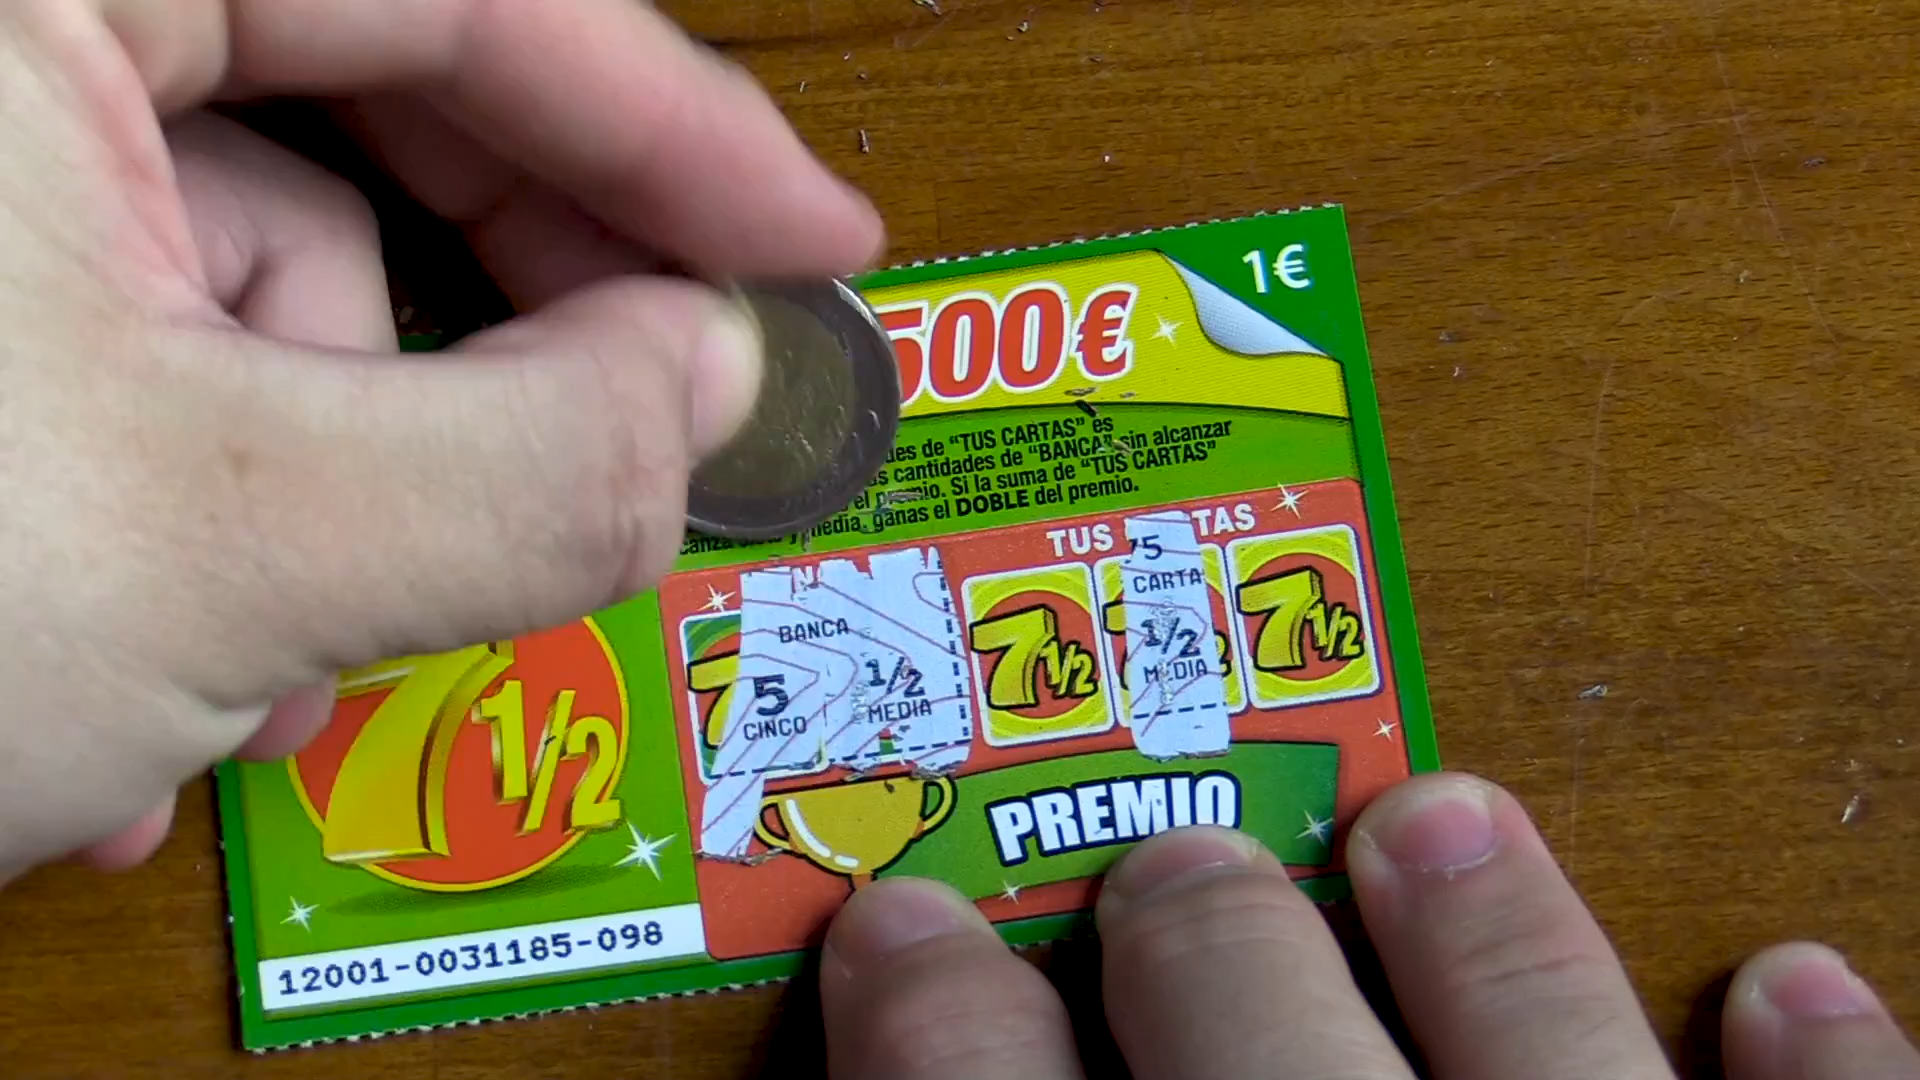 1€
500€
des de "TUS CARTAS" es
cantidades de "BANCA" sin alcanzar
el premio. Si la suma de "TUS CARTAS"
y media, ganas el DOBLE del premio.
TUS TAS
75
CARTA
1/2
MEDIA
7 1/2
7 1/2
BANCA
5
CINCO
1/2
MEDIA
7 1/2
PREMIO
12001-0031185-098